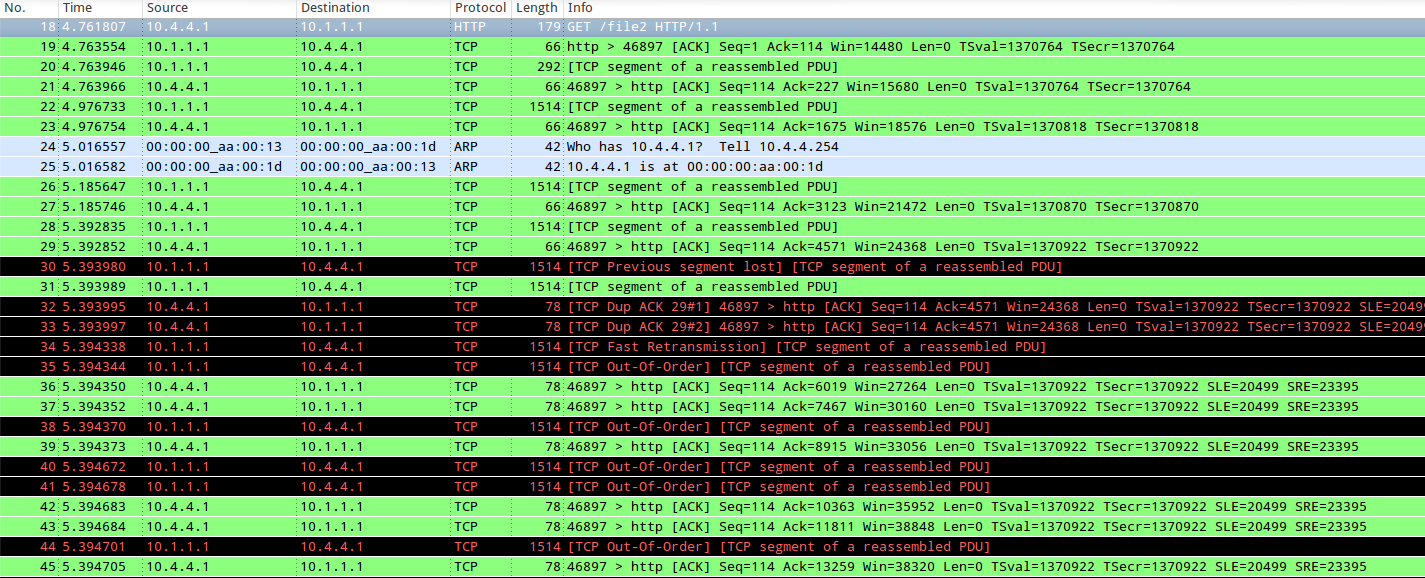 No. Time Source Destination Protocol Length Info
18 4.761807 10.4.4.1 10.1.1.1 HTTP 179 GET /file2 HTTP/1.1
19 4.763554 10.1.1.1 10.4.4.1 TCP 66 http > 46897 [ACK] Seq=1 Ack=114 Win=14480 Len=0 TSval=1370764 TSecr=1370764
20 4.763946 10.1.1.1 10.4.4.1 TCP 292 [TCP segment of a reassembled PDU]
21 4.763966 10.4.4.1 10.1.1.1 TCP 66 46897 > http [ACK] Seq=114 Ack=227 Win=15680 Len=0 TSval=1370764 TSecr=1370764
22 4.976733 10.1.1.1 10.4.4.1 TCP 1514 [TCP segment of a reassembled PDU]
23 4.976754 10.4.4.1 10.1.1.1 TCP 66 46897 > http [ACK] Seq=114 Ack=1675 Win=18576 Len=0 TSval=1370818 TSecr=1370818
24 5.016557 00:00:00_aa:00:13 00:00:00_aa:00:1d ARP 42 Who has 10.4.4.1? Tell 10.4.4.254
25 5.016582 00:00:00_aa:00:1d 00:00:00_aa:00:13 ARP 42 10.4.4.1 is at 00:00:00:aa:00:1d
26 5.185647 10.1.1.1 10.4.4.1 TCP 1514 [TCP segment of a reassembled PDU]
27 5.185746 10.4.4.1 10.1.1.1 TCP 66 46897 > http [ACK] Seq=114 Ack=3123 Win=21472 Len=0 TSval=1370870 TSecr=1370870
28 5.392835 10.1.1.1 10.4.4.1 TCP 1514 [TCP segment of a reassembled PDU]
29 5.392852 10.4.4.1 10.1.1.1 TCP 66 46897 > http [ACK] Seq=114 Ack=4571 Win=24368 Len=0 TSval=1370922 TSecr=1370922
30 5.393980 10.1.1.1 10.4.4.1 TCP 1514 [TCP Previous segment lost] [TCP segment of a reassembled PDU]
31 5.393989 10.1.1.1 10.4.4.1 TCP 1514 [TCP segment of a reassembled PDU]
32 5.393995 10.4.4.1 10.1.1.1 TCP 78 [TCP Dup ACK 29#1] 46897 > http [ACK] Seq=114 Ack=4571 Win=24368 Len=0 TSval=1370922 TSecr=1370922
33 5.393997 10.4.4.1 10.1.1.1 TCP 78 [TCP Dup ACK 29#2] 46897 > http [ACK] Seq=114 Ack=4571 Win=24368 Len=0 TSval=1370922 TSecr=1370922
34 5.394338 10.1.1.1 10.4.4.1 TCP 1514 [TCP Fast Retransmission] [TCP segment of a reassembled PDU]
35 5.394344 10.1.1.1 10.4.4.1 TCP 1514 [TCP Out-Of-Order] [TCP segment of a reassembled PDU]
36 5.394350 10.4.4.1 10.1.1.1 TCP 78 46897 > http [ACK] Seq=114 Ack=6019 Win=27264 Len=0 TSval=1370922 TSecr=1370922 SLE=20499 SRE=23395
37 5.394352 10.4.4.1 10.1.1.1 TCP 78 46897 > http [ACK] Seq=114 Ack=7467 Win=30160 Len=0 TSval=1370922 TSecr=1370922 SLE=20499 SRE=23395
38 5.394370 10.1.1.1 10.4.4.1 TCP 1514 [TCP Out-Of-Order] [TCP segment of a reassembled PDU]
39 5.394373 10.4.4.1 10.1.1.1 TCP 78 46897 > http [ACK] Seq=114 Ack=8915 Win=33056 Len=0 TSval=1370922 TSecr=1370922 SLE=20499 SRE=23395
40 5.394672 10.1.1.1 10.4.4.1 TCP 1514 [TCP Out-Of-Order] [TCP segment of a reassembled PDU]
41 5.394678 10.1.1.1 10.4.4.1 TCP 1514 [TCP Out-Of-Order] [TCP segment of a reassembled PDU]
42 5.394683 10.4.4.1 10.1.1.1 TCP 78 46897 > http [ACK] Seq=114 Ack=10363 Win=35952 Len=0 TSval=1370922 TSecr=1370922 SLE=20499 SRE=23395
43 5.394684 10.4.4.1 10.1.1.1 TCP 78 46897 > http [ACK] Seq=114 Ack=11811 Win=38848 Len=0 TSval=1370922 TSecr=1370922 SLE=20499 SRE=23395
44 5.394701 10.1.1.1 10.4.4.1 TCP 1514 [TCP Out-Of-Order] [TCP segment of a reassembled PDU]
45 5.394705 10.4.4.1 10.1.1.1 TCP 78 46897 > http [ACK] Seq=114 Ack=13259 Win=38320 Len=0 TSval=1370922 TSecr=1370922 SLE=20499 SRE=23395